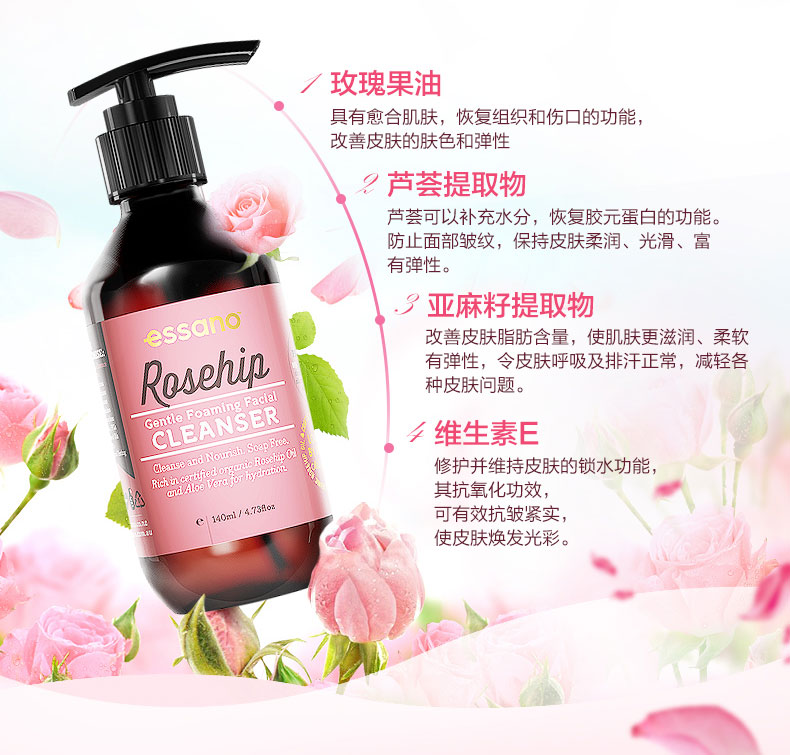 1 玫瑰果油
具有愈合肌肤，恢复组织和伤口的功能，
改善皮肤的肤色和弹性
2 芦荟提取物
芦荟可以补充水分，恢复胶元蛋白的功能。
防止面部皱纹，保持皮肤柔润、光滑、富
有弹性。
3 亚麻籽提取物
改善皮肤脂肪含量，使肌肤更滋润、柔软
有弹性，令皮肤呼吸及排汗正常，减轻各
种皮肤问题。
4 维生素E
修护并维持皮肤的锁水功能，
其抗氧化功效，
可有效抗皱紧实，
使皮肤焕发光彩。
essano
Rosehip
Gentle Foaming Facial
CLEANSER
Cleanse and Nourish. Soap Free.
Rich in certified organic Rosehip Oil
and Aloe Vera for hydration.
e 140ml / 4.73floz